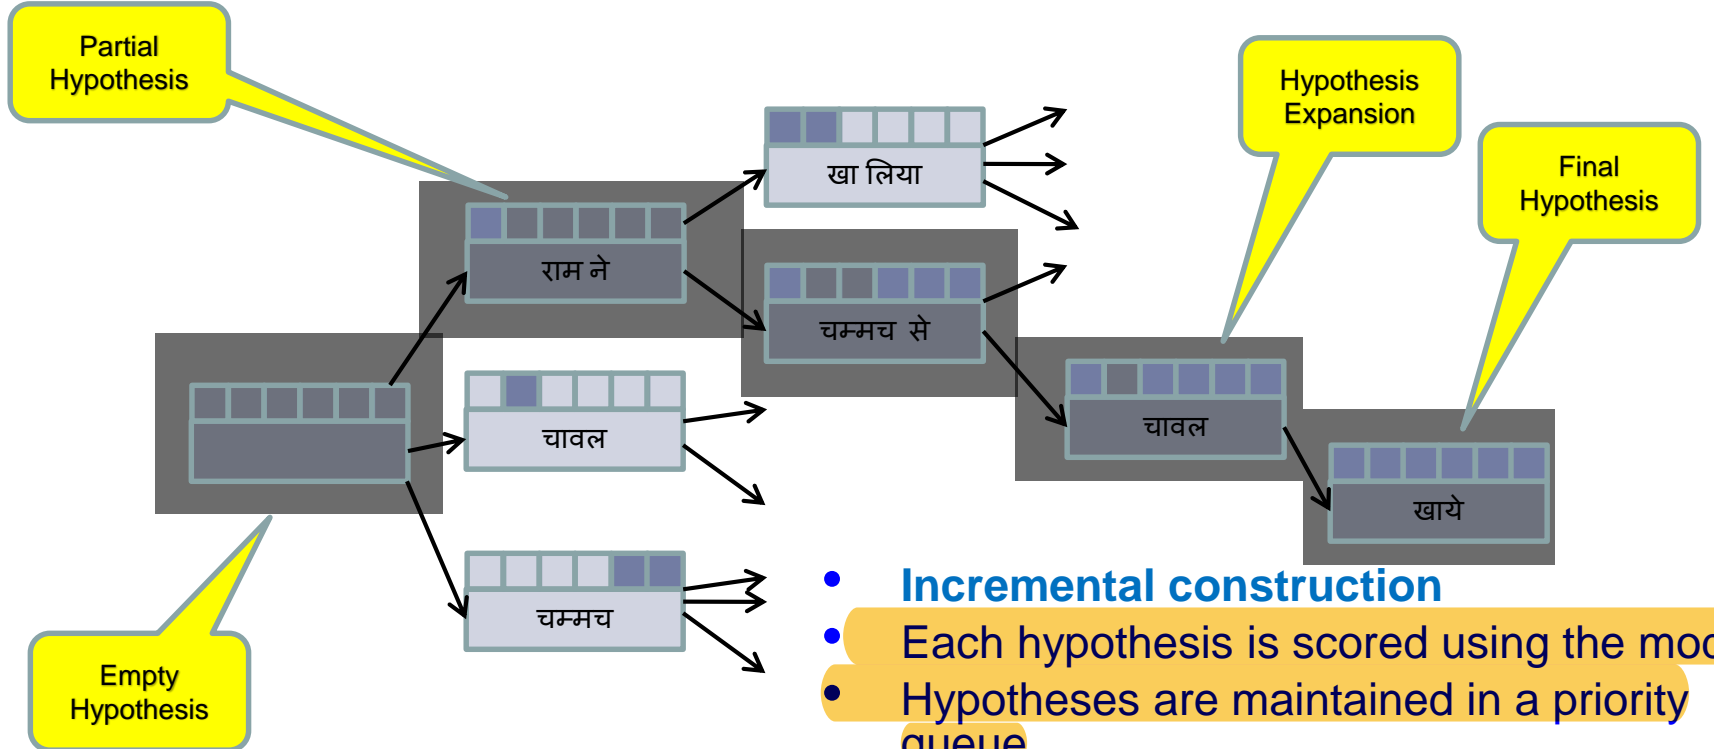 Partial
Hypothesis
Hypothesis
Expansion
Final
Hypothesis
खा लिया
राम ने
चम्मच से
चावल
चावल
खाये
चम्मच
Empty
Hypothesis
• Incremental construction
• Each hypothesis is scored using the
• Hypotheses are maintained in a priority
queue